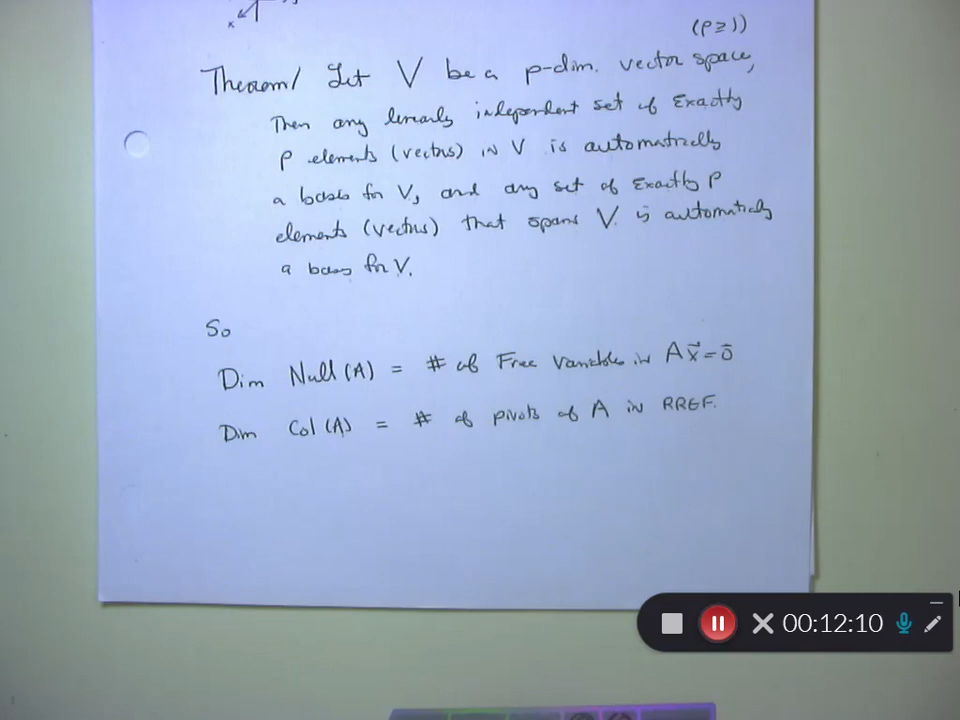 x
(p≥1)
Theorem/ Let V be a p-dim. vector space,
Then any linearly independent set of Exactly
p elements (vectors) in V is automatically
a basis for V, and any set of Exactly p
elements (vectors) that spans V is automatically
a basis for V.
So
Dim Null(A) = # of Free Variables in Ax⃗=0⃗
Dim Col(A) = # of pivots of A in RREF.
00:12:10